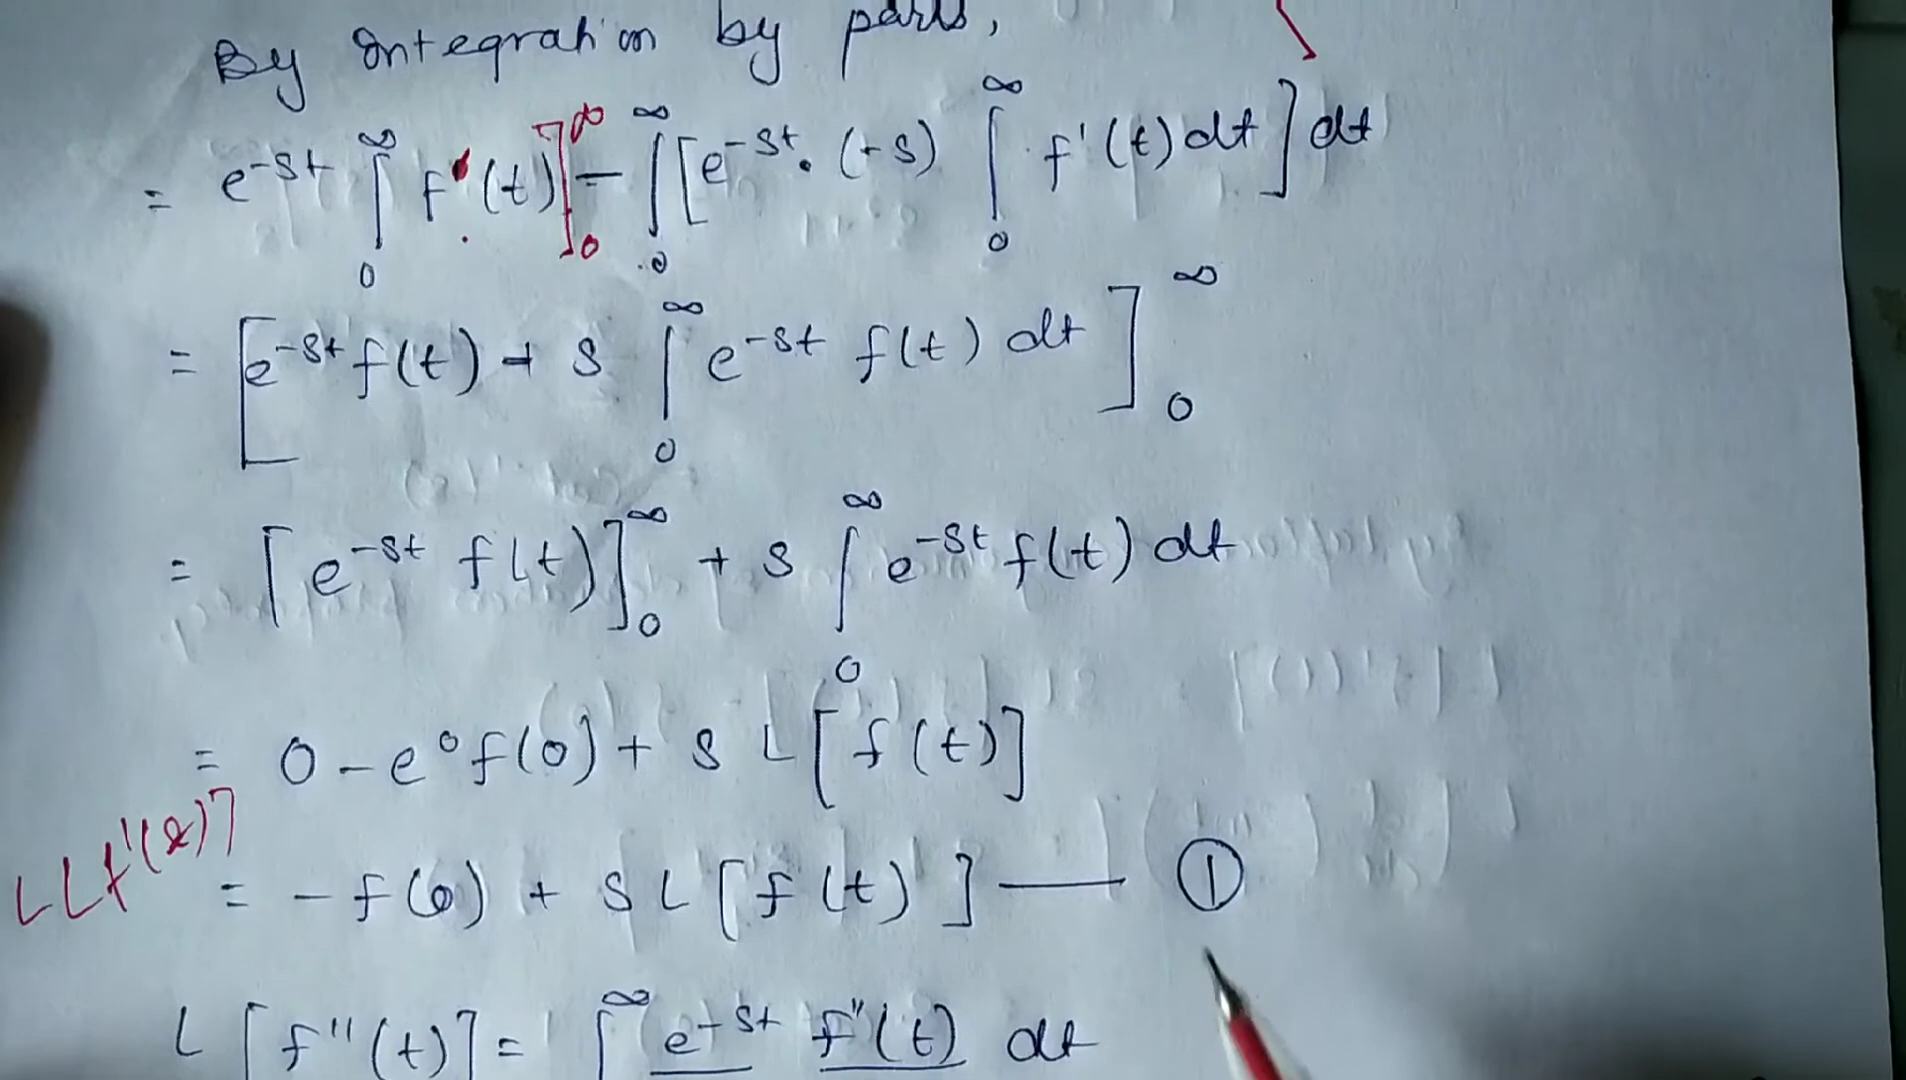 By Integration by parts,
= e^{-st} ∫_0^∞ f'(t)]_0^∞ - ∫_0^∞ [e^{-st}. (-s) ∫_0^∞ f'(t) dt] dt
= [e^{-st} f(t) + s ∫_0^∞ e^{-st} f(t) dt]_0^∞
= [e^{-st} f(t)]_0^∞ + s ∫_0^∞ e^{-st} f(t) dt
= 0 - e^0 f(0) + s L[f(t)]
L[f'(t)] = - f(0) + s L[f(t)] — ①
L[f''(t)] = ∫^∞ e^{-st} f''(t) dt